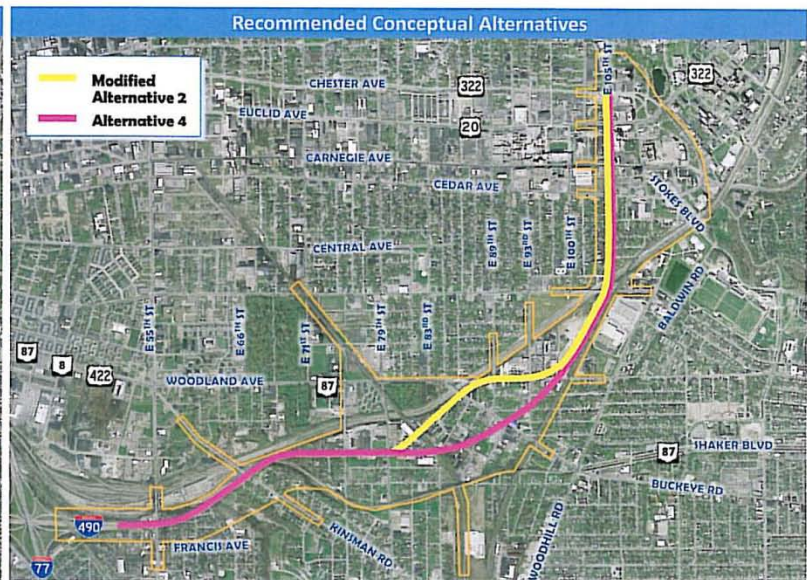 Recommended Conceptual Alternatives
Modified
Alternative 2
Alternative 4
CHESTER AVE
322
E 105TH ST
322
EUCLID AVE
20
CARNEGIE AVE
CEDAR AVE
STOKES BLVD
CENTRAL AVE
E 89TH ST
E 93RD ST
E 100TH ST
BALDWIN RD
E 55TH ST
E 66TH ST
E 71ST ST
E 79TH ST
E 83RD ST
87
8
422
WOODLAND AVE
87
SHAKER BLVD
87
BUCKEYE RD
490
KINSMAN RD
WOODHILL RD
FRANCIS AVE
77